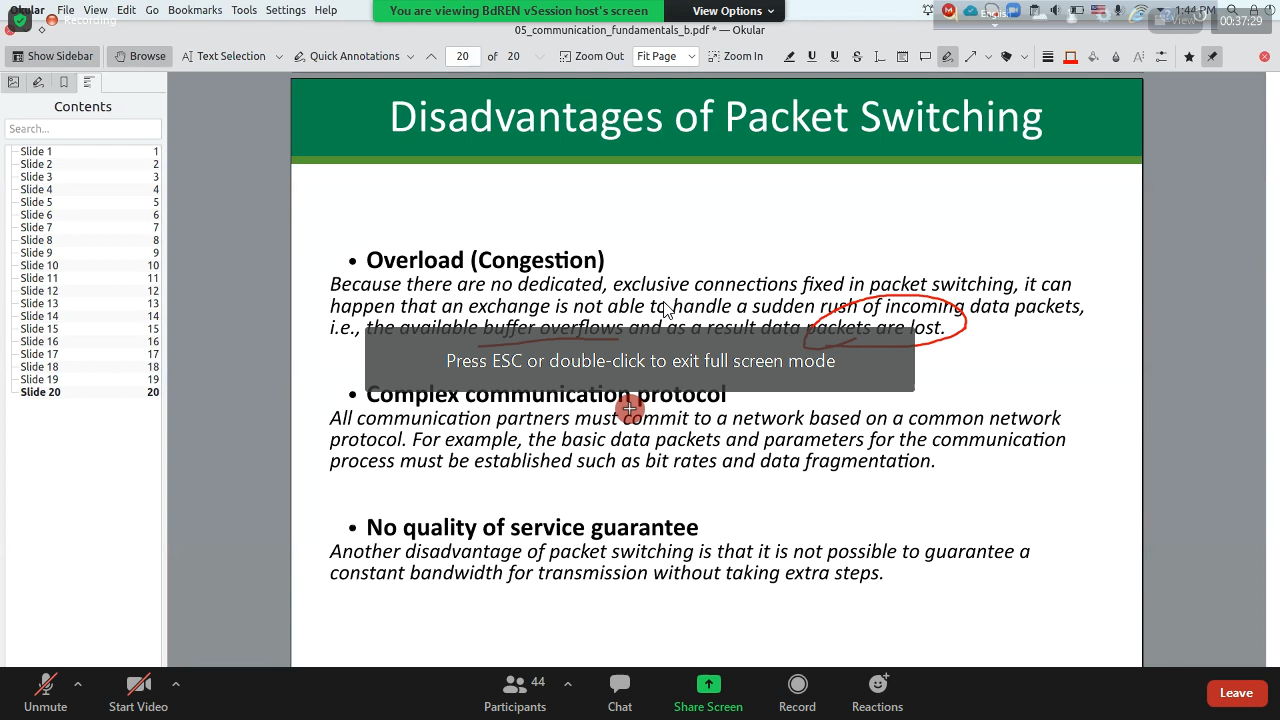 Okular File View Edit Go Bookmarks Tools Settings Help
You are viewing BdREN vSession host's screen View Options
English 1:44 PM
Recording View 00:37:29
05_communication_fundamentals_b.pdf * — Okular
Show Sidebar Browse Text Selection Quick Annotations 20 of 20 Zoom Out Fit Page Zoom In
Contents
Search...
Slide 1 1
Slide 2 2
Slide 3 3
Slide 4 4
Slide 5 5
Slide 6 6
Slide 7 7
Slide 8 8
Slide 9 9
Slide 10 10
Slide 11 11
Slide 12 12
Slide 13 13
Slide 14 14
Slide 15 15
Slide 16 16
Slide 17 17
Slide 18 18
Slide 19 19
Slide 20 20
Disadvantages of Packet Switching
• Overload (Congestion)
Because there are no dedicated, exclusive connections fixed in packet switching, it can
happen that an exchange is not able to handle a sudden rush of incoming data packets,
i.e., the available buffer overflows and as a result data packets are lost.
Press ESC or double-click to exit full screen mode
• Complex communication protocol
All communication partners must commit to a network based on a common network
protocol. For example, the basic data packets and parameters for the communication
process must be established such as bit rates and data fragmentation.
• No quality of service guarantee
Another disadvantage of packet switching is that it is not possible to guarantee a
constant bandwidth for transmission without taking extra steps.
Unmute Start Video Participants 44 Chat Share Screen Record Reactions Leave